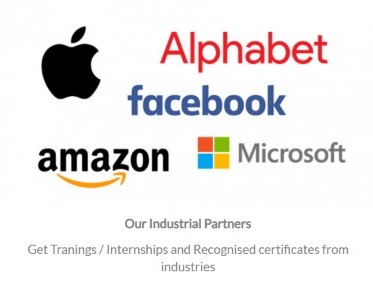 Alphabet
facebook
amazon
Microsoft
Our Industrial Partners
Get Tranings / Internships and Recognised certificates from
industries